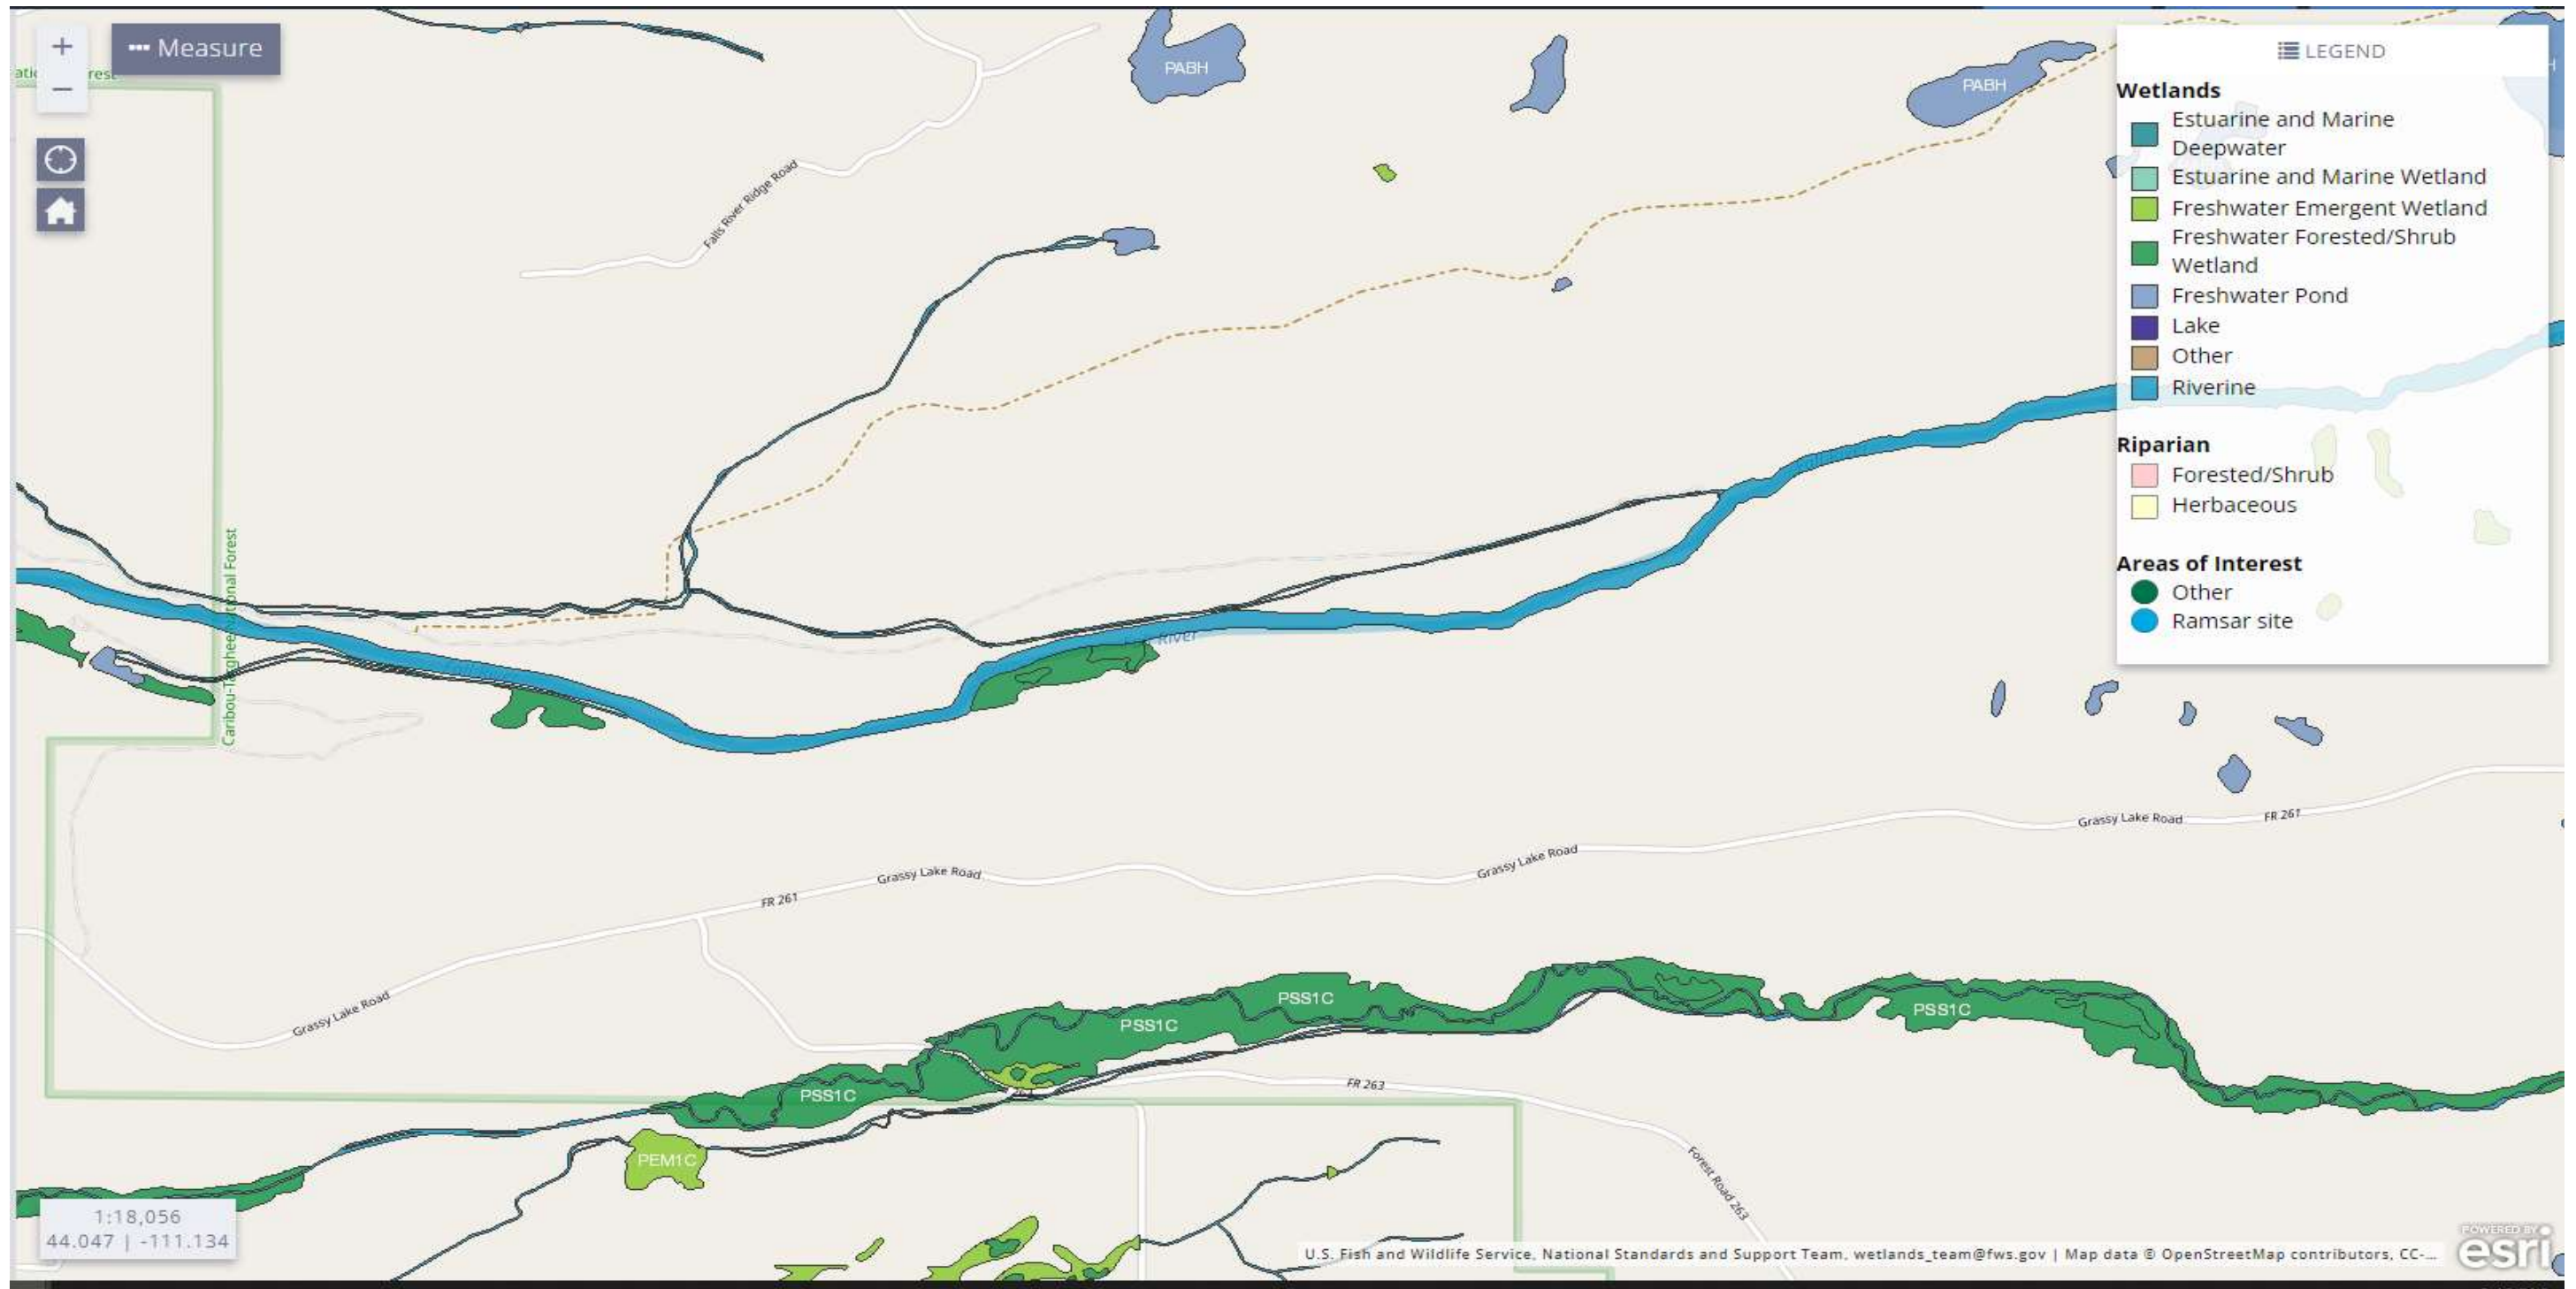 Measure
+
−
PABH
PABH
Falls River Ridge Road
Caribou-Targhee National Forest
River
Grassy Lake Road
FR 261
Grassy Lake Road
Grassy Lake Road
Grassy Lake Road
FR 261
PSS1C
PSS1C
PSS1C
PSS1C
FR 263
PEM1C
Forest Road 263
LEGEND
Wetlands
Estuarine and Marine
Deepwater
Estuarine and Marine Wetland
Freshwater Emergent Wetland
Freshwater Forested/Shrub
Wetland
Freshwater Pond
Lake
Other
Riverine
Riparian
Forested/Shrub
Herbaceous
Areas of Interest
Other
Ramsar site
1:18,056
44.047 | -111.134
U.S. Fish and Wildlife Service, National Standards and Support Team, wetlands_team@fws.gov | Map data © OpenStreetMap contributors, CC-...
POWERED BY
esri